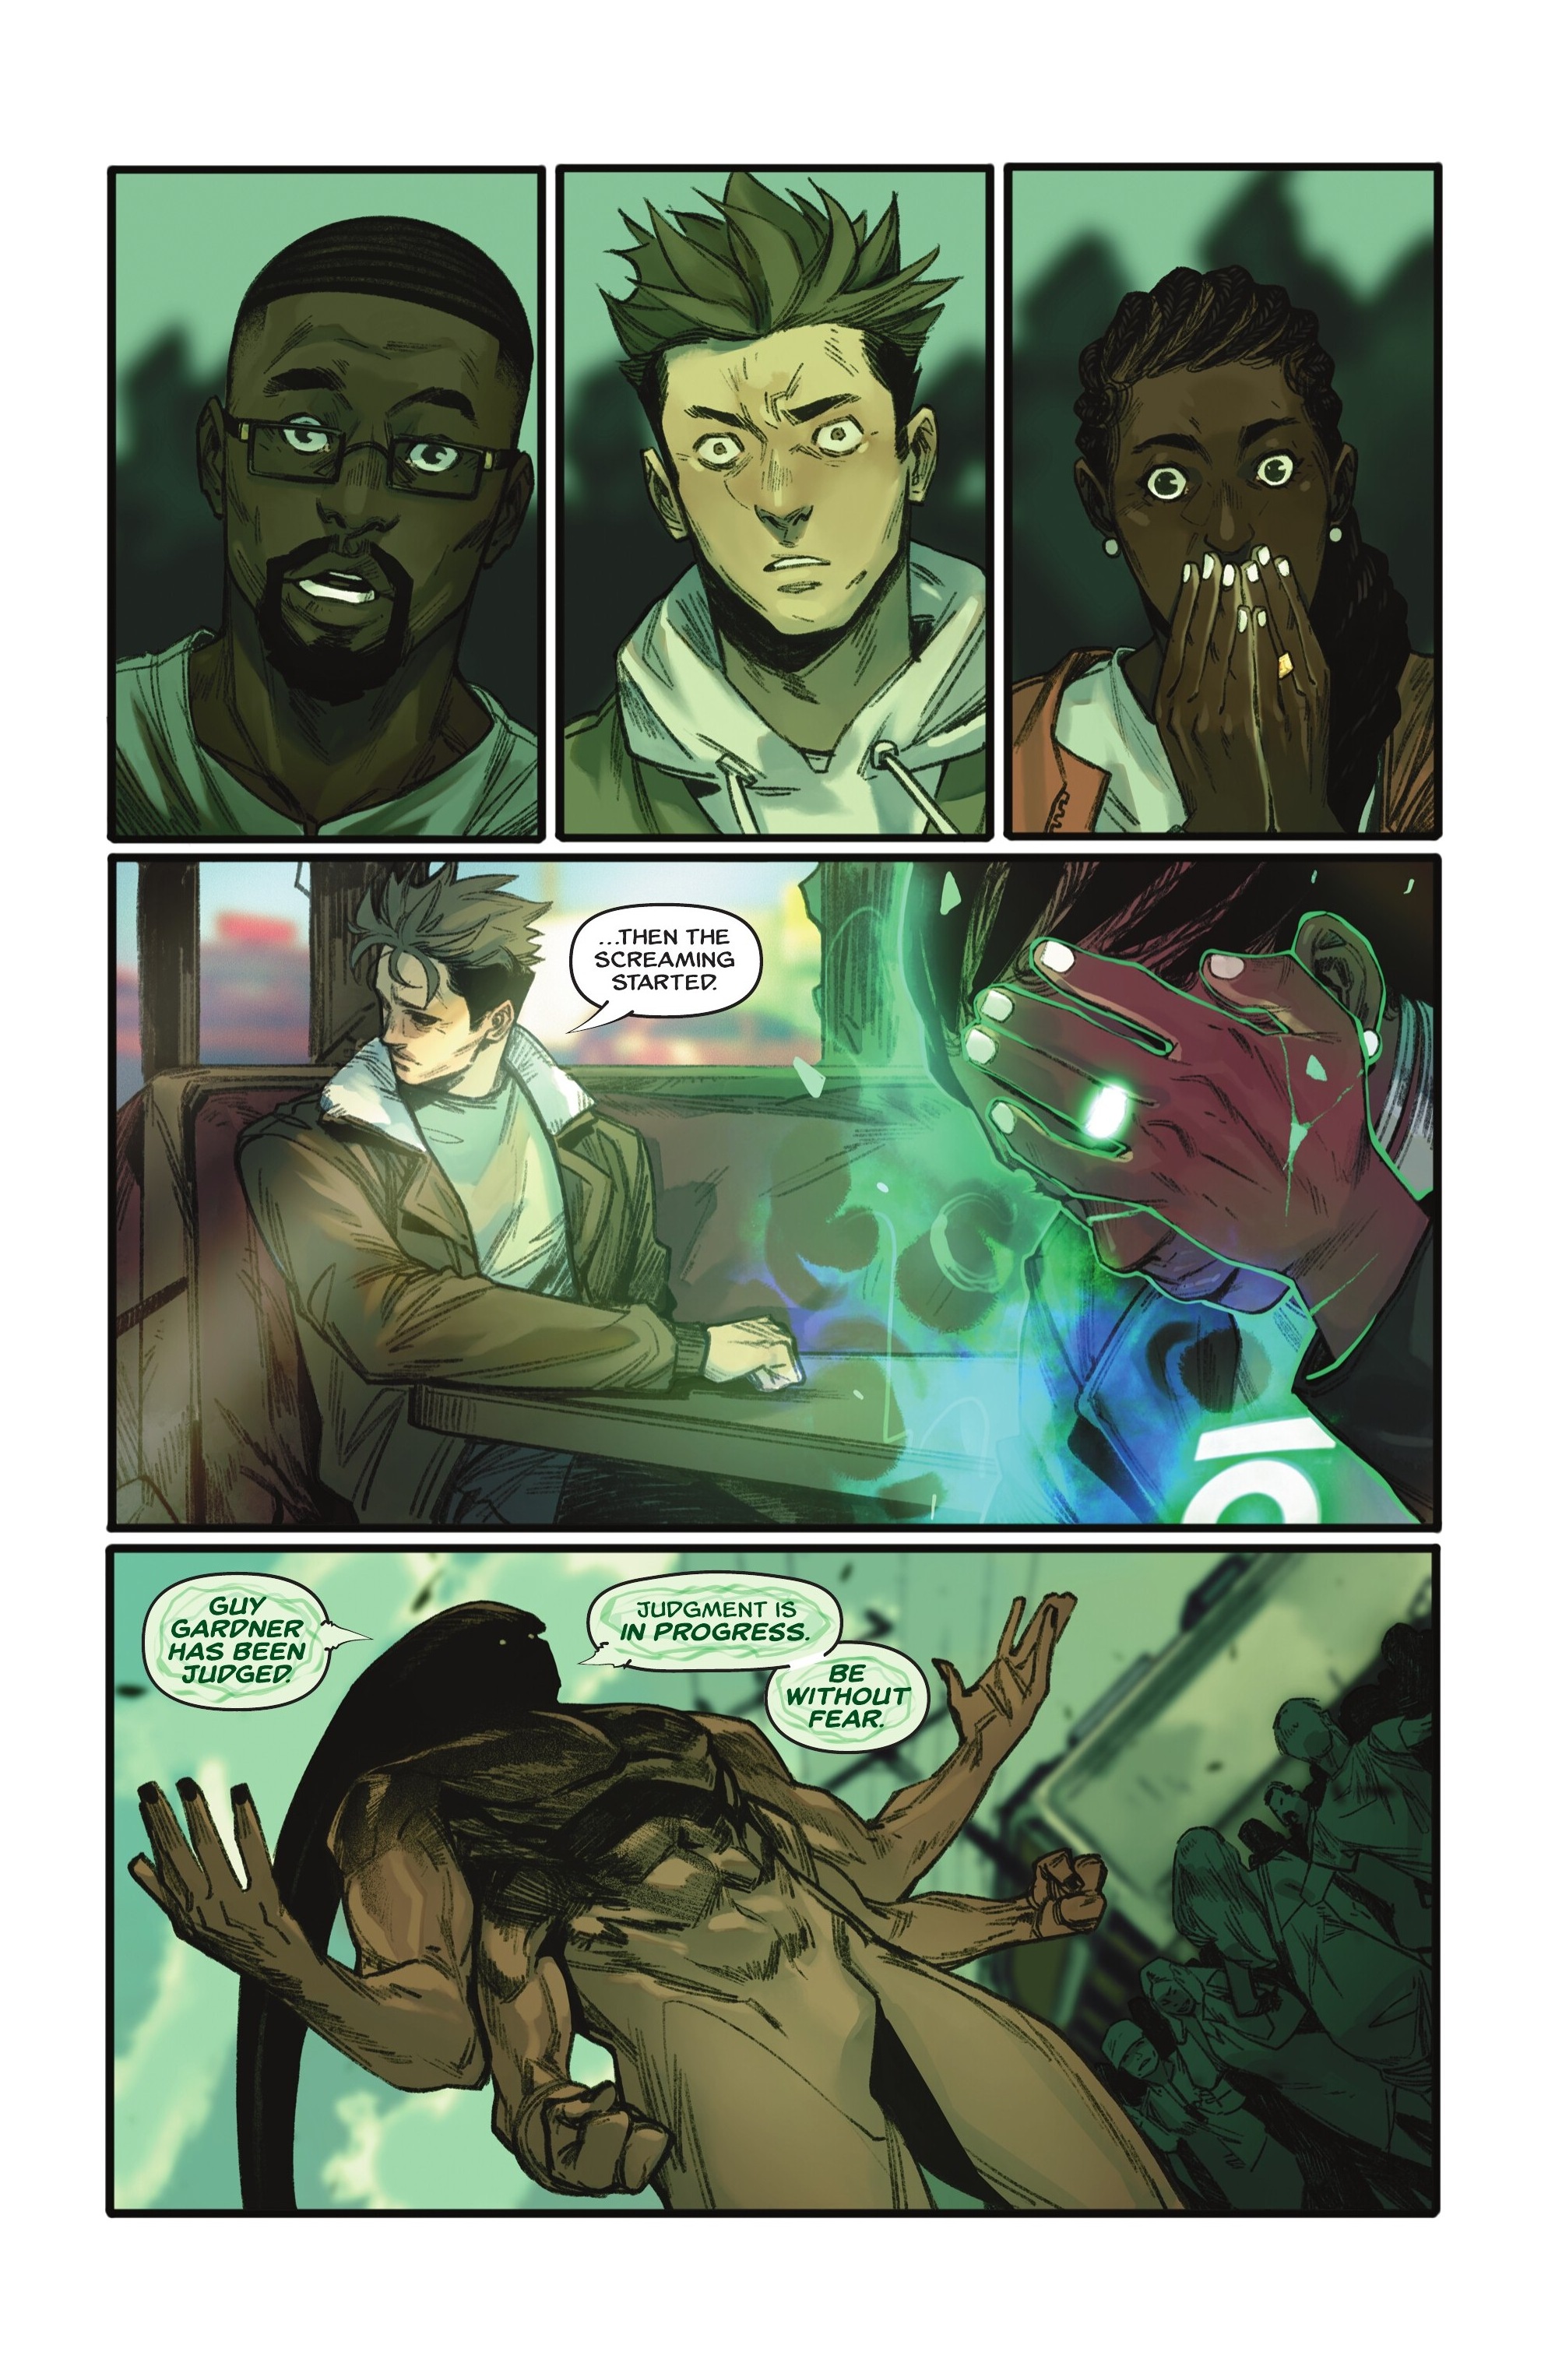 ...THEN THE
SCREAMING
STARTED.
GUY
GARDNER
HAS BEEN
JUDGED.
JUDGMENT IS
IN PROGRESS.
BE
WITHOUT
FEAR.